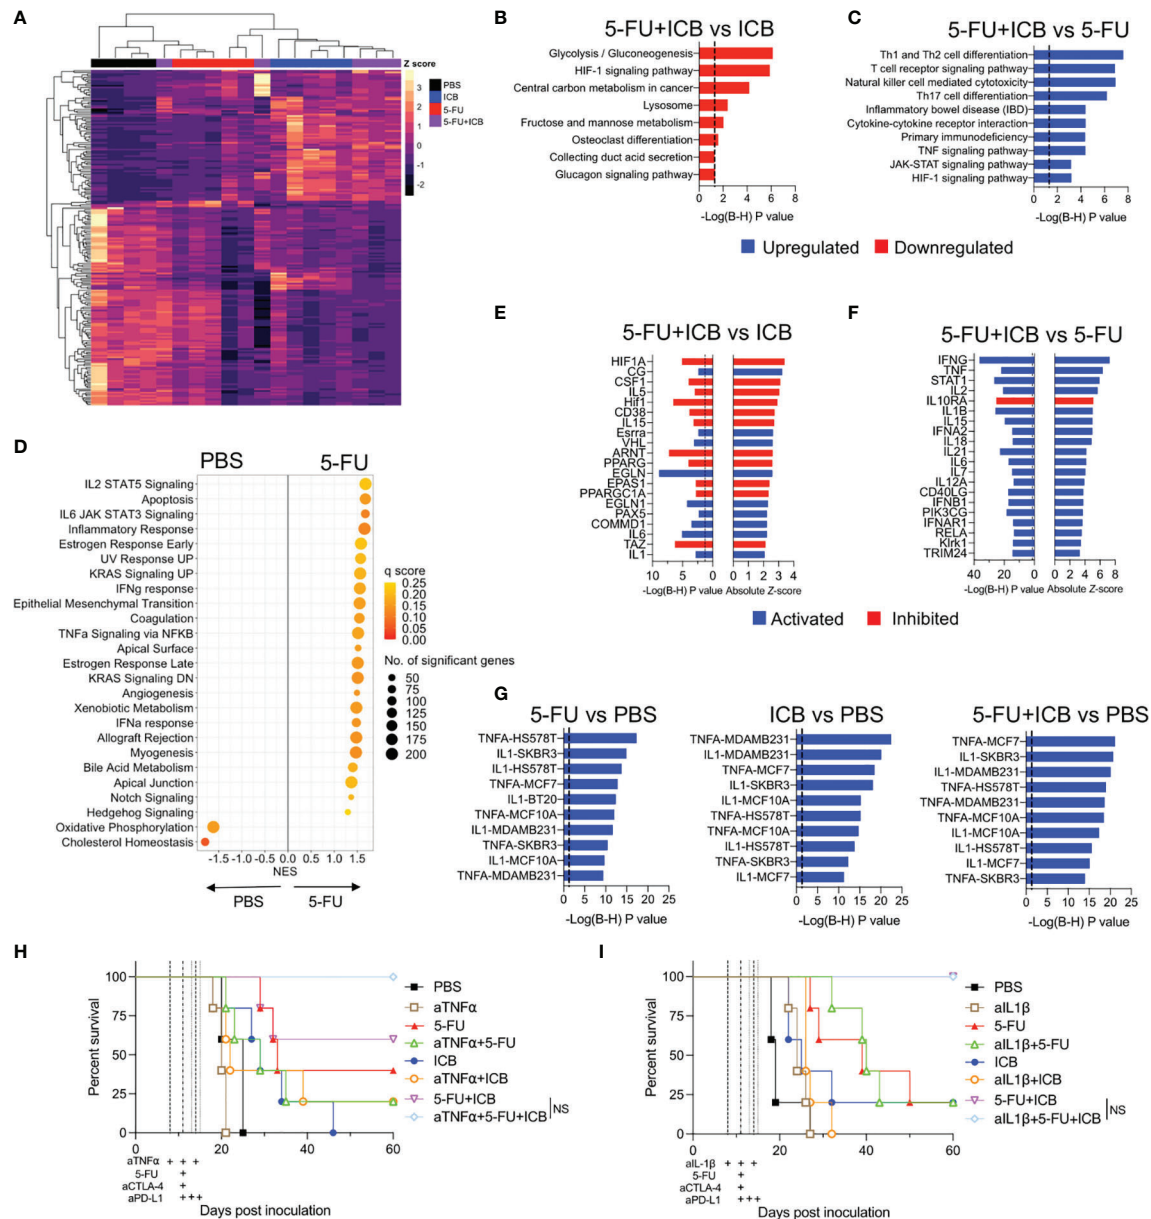 A
Z score
3
2
1
0
-1
-2
PBS
ICB
5-FU
5-FU+ICB
B
5-FU+ICB vs ICB
Glycolysis / Gluconeogenesis
HIF-1 signaling pathway
Central carbon metabolism in cancer
Lysosome
Fructose and mannose metabolism
Osteoclast differentiation
Collecting duct acid secretion
Glucagon signaling pathway
0 2 4 6 8
-Log(B-H) P value
C
5-FU+ICB vs 5-FU
Th1 and Th2 cell differentiation
T cell receptor signaling pathway
Natural killer cell mediated cytotoxicity
Th17 cell differentiation
Inflammatory bowel disease (IBD)
Cytokine-cytokine receptor interaction
Primary immunodeficiency
TNF signaling pathway
JAK-STAT signaling pathway
HIF-1 signaling pathway
0 2 4 6 8
-Log(B-H) P value
Upregulated Downregulated
D
PBS 5-FU
IL2 STAT5 Signaling
Apoptosis
IL6 JAK STAT3 Signaling
Inflammatory Response
Estrogen Response Early
UV Response UP
KRAS Signaling UP
IFNg response
Epithelial Mesenchymal Transition
Coagulation
TNFa Signaling via NFKB
Apical Surface
Estrogen Response Late
KRAS Signaling DN
Angiogenesis
Xenobiotic Metabolism
IFNa response
Allograft Rejection
Myogenesis
Bile Acid Metabolism
Apical Junction
Notch Signaling
Hedgehog Signaling
Oxidative Phosphorylation
Cholesterol Homeostasis
-1.5 -1.0 -0.5 0.0 0.5 1.0 1.5
NES
PBS 5-FU
q score
0.25
0.20
0.15
0.10
0.05
0.00
No. of significant genes
50
75
100
125
150
175
200
E
5-FU+ICB vs ICB
HIF1A
CG
CSF1
IL5
Hif1
CD38
IL15
Esrra
VHL
ARNT
PPARG
EGLN
EPAS1
PPARGC1A
EGLN1
PAX5
COMMD1
IL6
TAZ
IL1
10 5 0 0 1 2 3 4
-Log(B-H) P value Absolute Z-score
F
5-FU+ICB vs 5-FU
IFNG
TNF
STAT1
IL2
IL10RA
IL1B
IL15
IFNA2
IL18
IL21
IL6
IL7
IL12A
CD40LG
IFNB1
PIK3CG
IFNAR1
RELA
Klrk1
TRIM24
40 20 0 0 2 4 6 8
-Log(B-H) P value Absolute Z-score
Activated Inhibited
G
5-FU vs PBS
TNFA-HS578T
IL1-SKBR3
IL1-HS578T
TNFA-MCF7
IL1-BT20
TNFA-MCF10A
IL1-MDAMB231
TNFA-SKBR3
IL1-MCF10A
TNFA-MDAMB231
0 5 10 15 20 25
-Log(B-H) P value
ICB vs PBS
TNFA-MDAMB231
IL1-MDAMB231
TNFA-MCF7
IL1-SKBR3
IL1-MCF10A
TNFA-HS578T
TNFA-MCF10A
IL1-HS578T
TNFA-SKBR3
IL1-MCF7
0 5 10 15 20 25
-Log(B-H) P value
5-FU+ICB vs PBS
TNFA-MCF7
IL1-SKBR3
IL1-MDAMB231
TNFA-HS578T
TNFA-MDAMB231
TNFA-MCF10A
IL1-MCF10A
IL1-HS578T
IL1-MCF7
TNFA-SKBR3
0 5 10 15 20 25
-Log(B-H) P value
H
Percent survival
100
75
50
25
0
0 20 40 60
aTNFα + + +
5-FU +
aCTLA-4 +
aPD-L1 + + +
Days post inoculation
PBS
aTNFα
5-FU
aTNFα+5-FU
ICB
aTNFα+ICB
5-FU+ICB
aTNFα+5-FU+ICB
NS
I
Percent survival
100
75
50
25
0
0 20 40 60
aIL-1β + + +
5-FU +
aCTLA-4 +
aPD-L1 + + +
Days post inoculation
PBS
aIL1β
5-FU
aIL1β+5-FU
ICB
aIL1β+ICB
5-FU+ICB
aIL1β+5-FU+ICB
NS